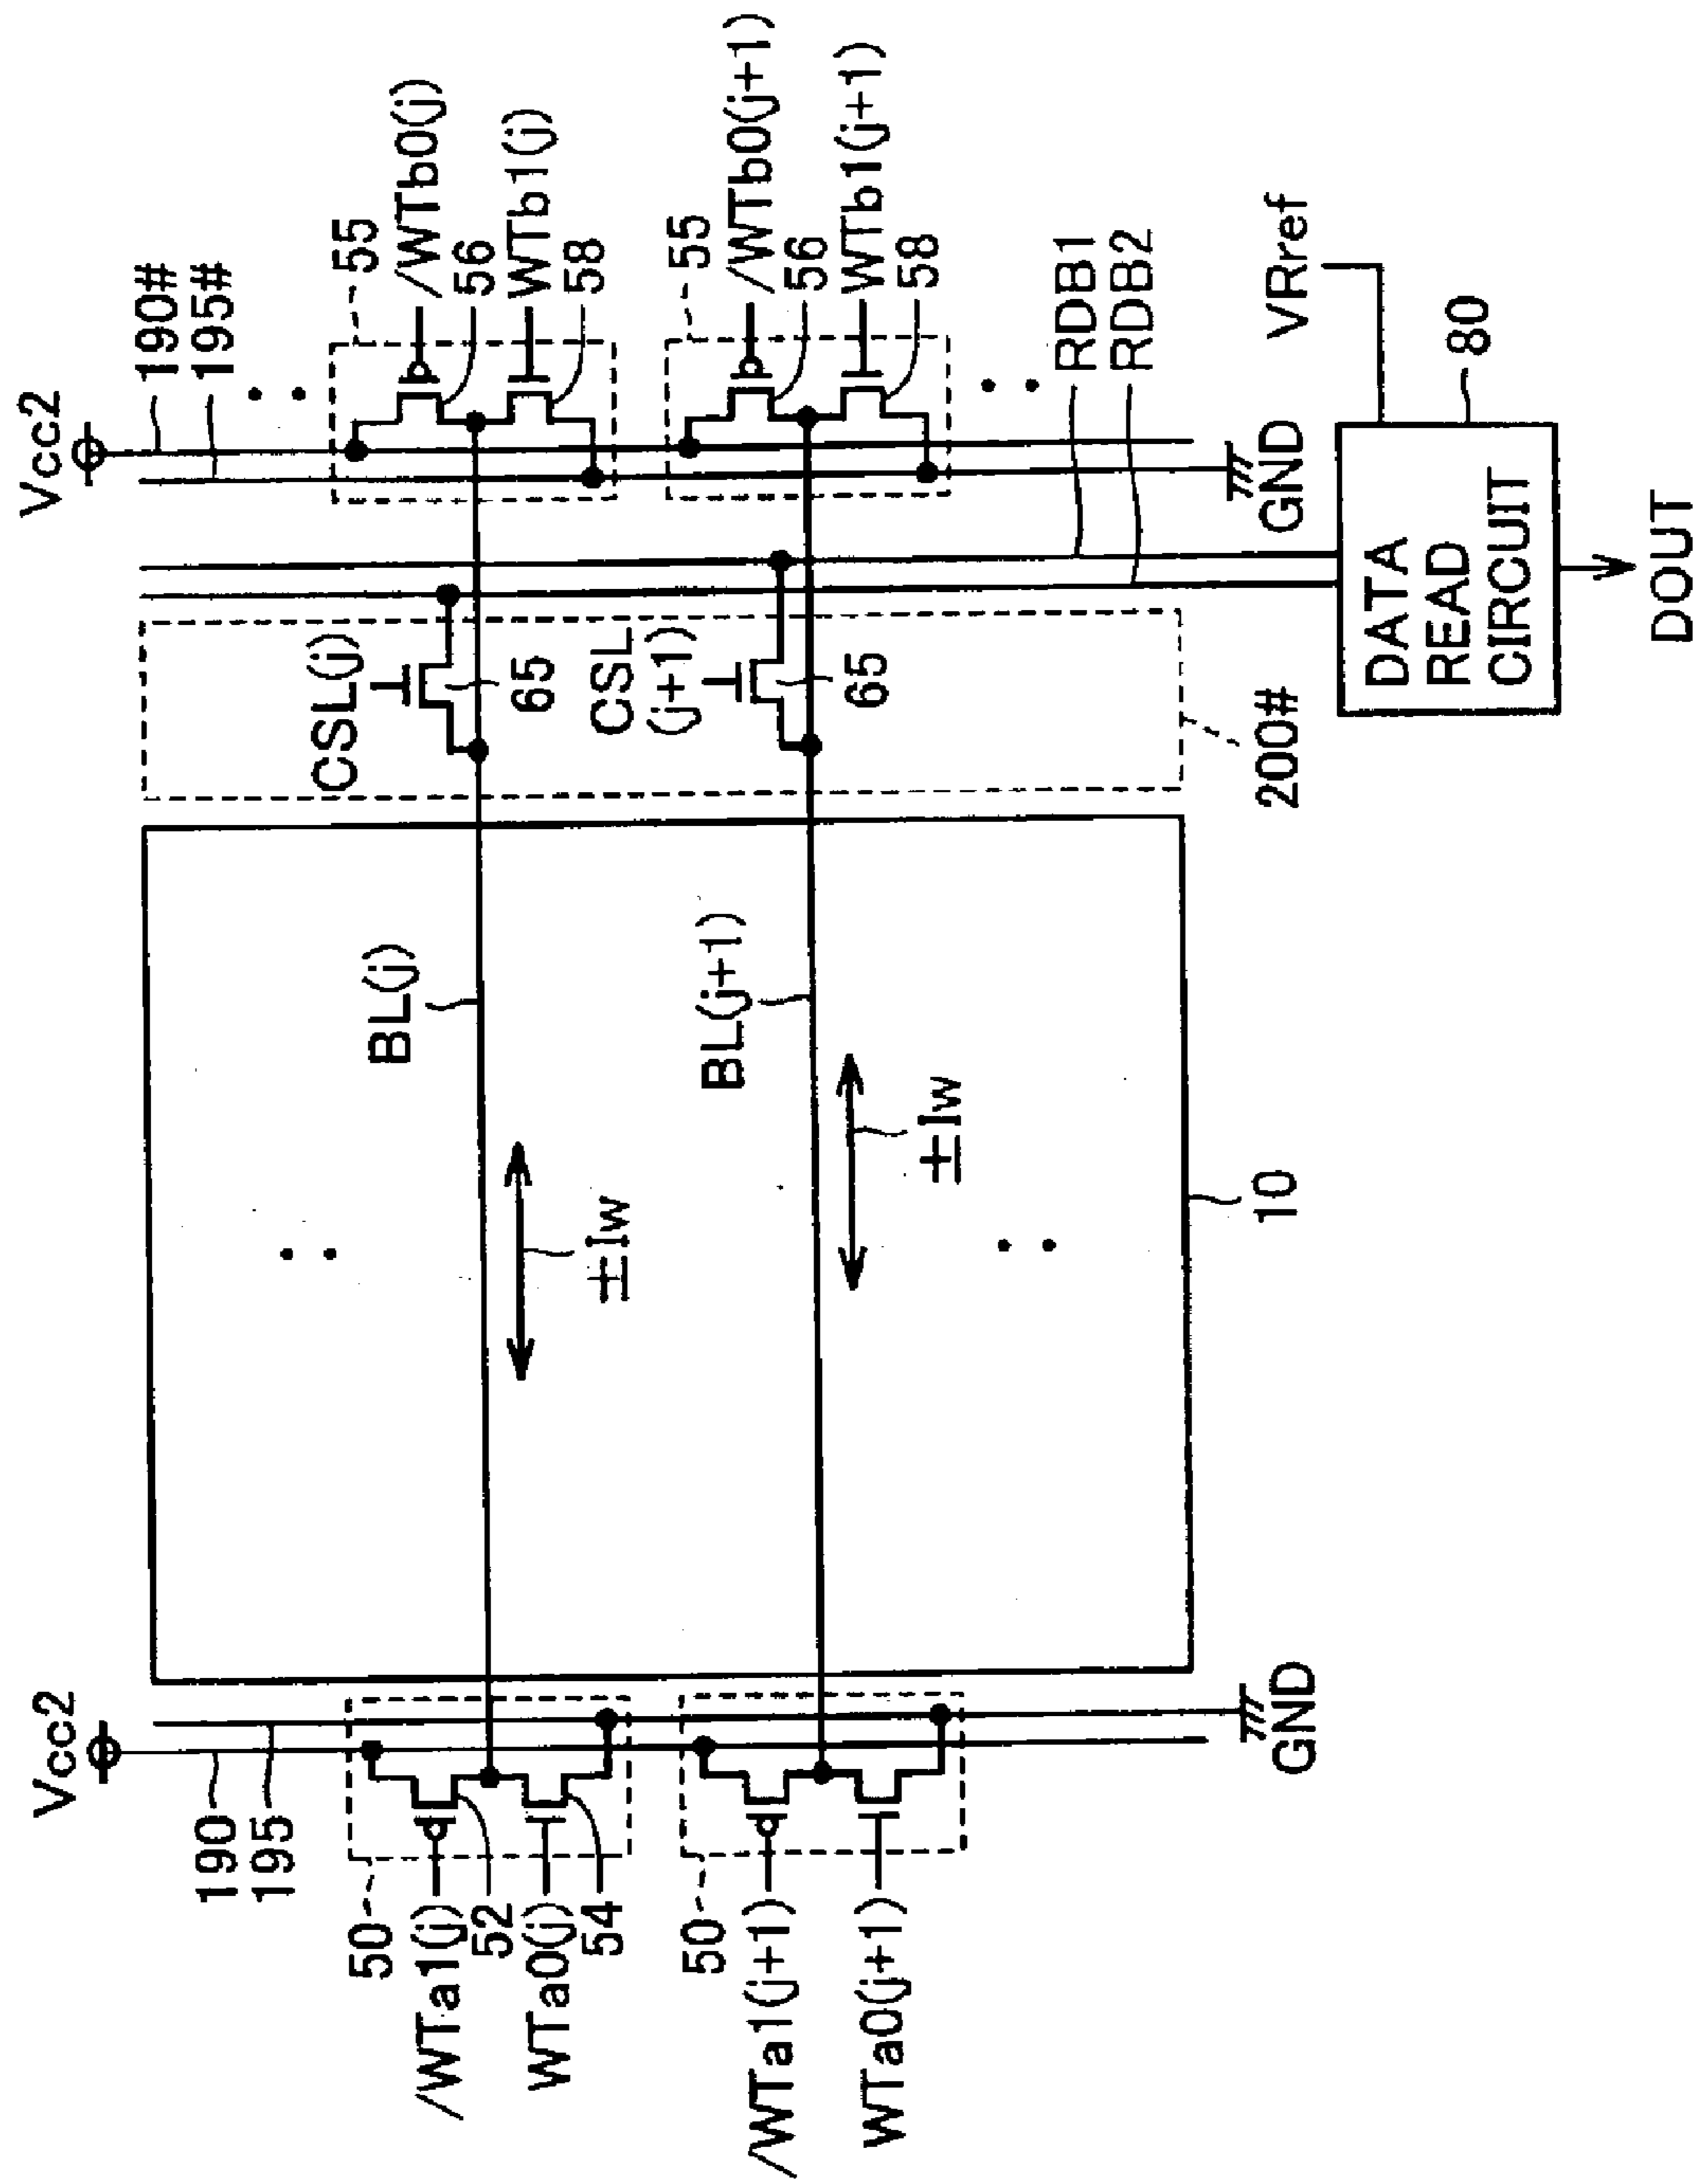 Vcc2
190#
195#
55
/WTb0(j)
56
WTb1(j)
58
55
/WTb0(j+1)
56
WTb1(j+1)
58
RDB1
RDB2
GND
VRref
80
DATA
READ
CIRCUIT
DOUT
CSL(j)
65
CSL
(j+1)
65
200#
BL(j)
±Iw
BL(j+1)
±Iw
10
Vcc2
190
195
GND
50
/WTa1(j)
52
WTa0(j)
54
50
/WTa1(j+1)
WTa0(j+1)